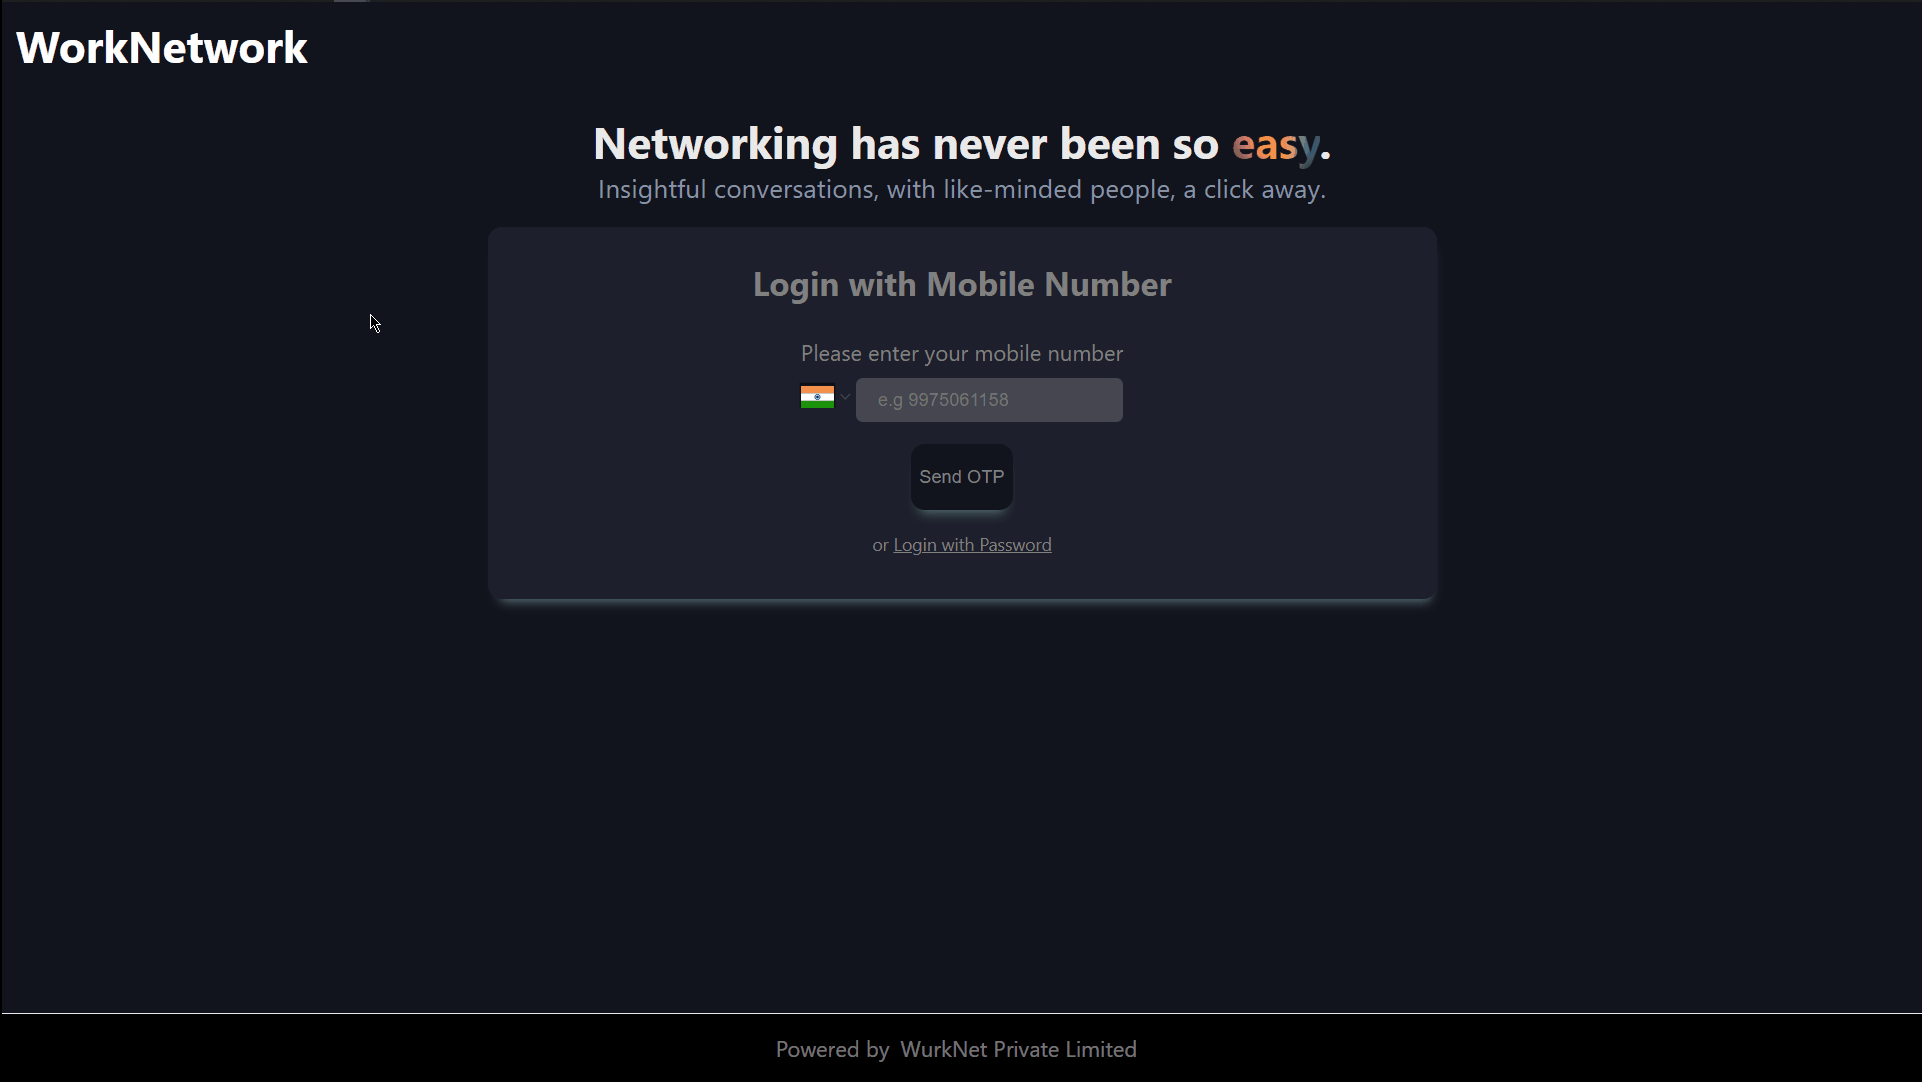 WorkNetwork
Networking has never been so easy.
Insightful conversations, with like-minded people, a click away.
Login with Mobile Number
Please enter your mobile number
e.g 9975061158
Send OTP
or Login with Password
Powered by WurkNet Private Limited